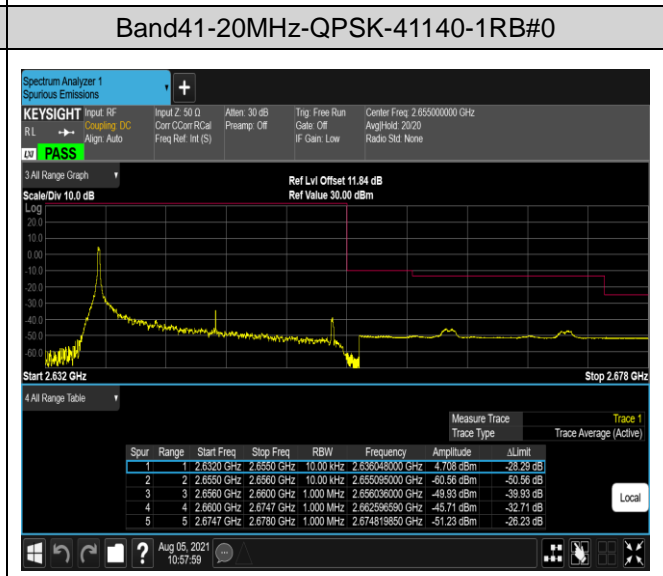 Band41-20MHz-QPSK-41140-1RB#0
Spectrum Analyzer 1
Spurious Emissions
+
KEYSIGHT Input: RF Input Z: 50 Ω Atten: 30 dB Trig: Free Run Center Freq: 2.655000000 GHz
RL Coupling: DC Corr CCorr RCal Preamp: Off Gate: Off Avg|Hold: 20/20
Align: Auto Freq Ref: Int (S) IF Gain: Low Radio Std: None
LXI PASS
3 All Range Graph
Ref Lvl Offset 11.84 dB
Scale/Div 10.0 dB Ref Value 30.00 dBm
Log
20.0
10.0
0.00
-10.0
-20.0
-30.0
-40.0
-50.0
-60.0
Start 2.632 GHz Stop 2.678 GHz
4 All Range Table
Measure Trace Trace 1
Trace Type Trace Average (Active)
Spur Range Start Freq Stop Freq RBW Frequency Amplitude ΔLimit
1 1 2.6320 GHz 2.6550 GHz 10.00 kHz 2.636048000 GHz 4.708 dBm -28.29 dB
2 2 2.6550 GHz 2.6560 GHz 10.00 kHz 2.655095000 GHz -60.56 dBm -50.56 dB
3 3 2.6560 GHz 2.6600 GHz 1.000 MHz 2.656036000 GHz -49.93 dBm -39.93 dB
4 4 2.6600 GHz 2.6747 GHz 1.000 MHz 2.662596590 GHz -45.71 dBm -32.71 dB
5 5 2.6747 GHz 2.6780 GHz 1.000 MHz 2.674819850 GHz -51.23 dBm -26.23 dB
Local
? Aug 05, 2021
10:57:59